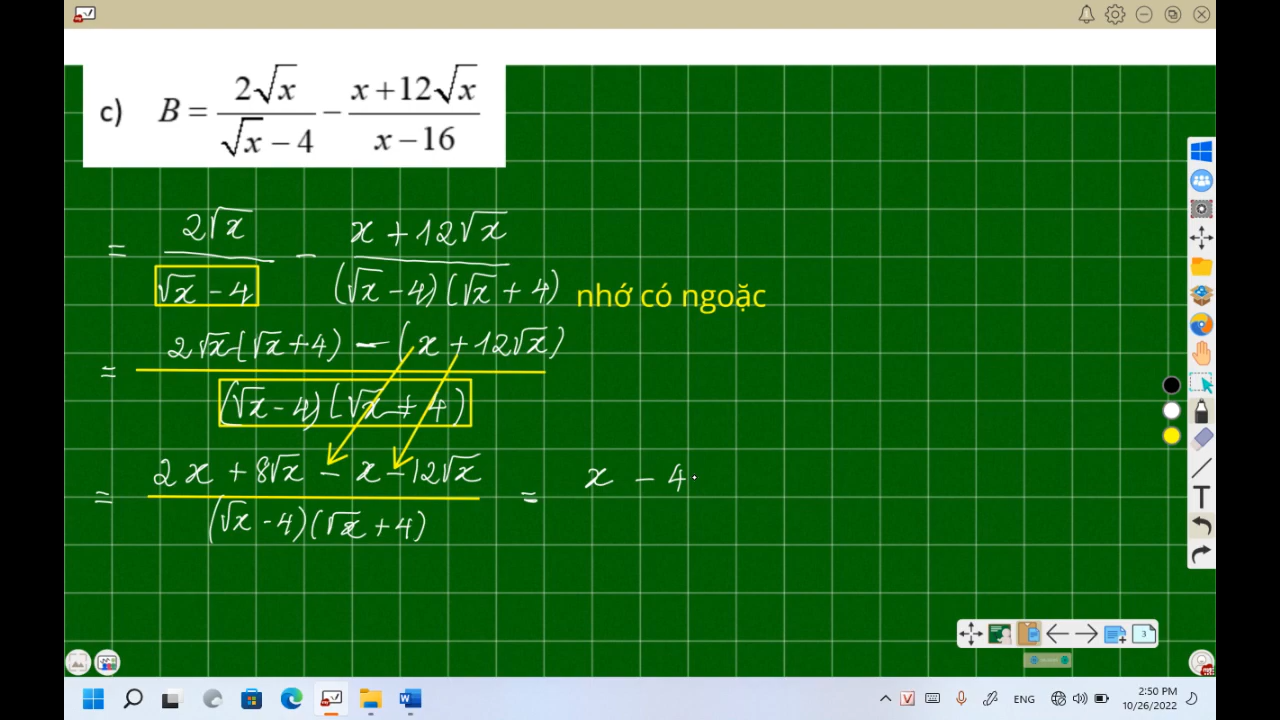 c) B = 2√x / (√x − 4) − (x + 12√x) / (x − 16)
= 2√x / (√x − 4) − (x + 12√x) / ((√x − 4)(√x + 4))
nhớ có ngoặc
= (2√x(√x + 4) − (x + 12√x)) / ((√x − 4)(√x + 4))
= (2x + 8√x − x − 12√x) / ((√x − 4)(√x + 4)) = x − 4
3
ENG
2:50 PM
10/26/2022